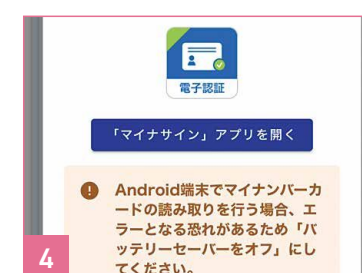 電子認証
「マイナサイン」アプリを開く
Android端末でマイナンバーカ
ードの読み取りを行う場合、エ
ラーとなる恐れがあるため「バ
ッテリーセーバーをオフ」にし
てください。
4